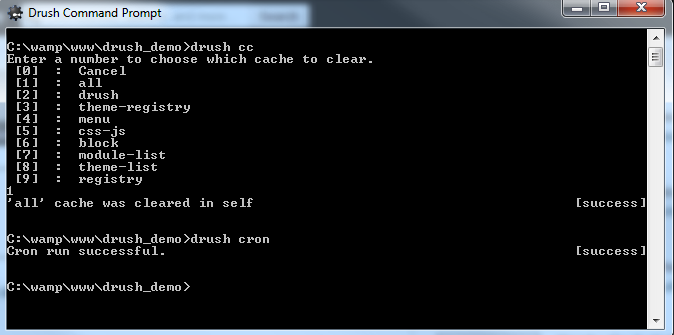 Drush Command Prompt
C:\wamp\www\drush_demo>drush cc
Enter a number to choose which cache to clear.
[0] : Cancel
[1] : all
[2] : drush
[3] : theme-registry
[4] : menu
[5] : css-js
[6] : block
[7] : module-list
[8] : theme-list
[9] : registry
1
'all' cache was cleared in self [success]
C:\wamp\www\drush_demo>drush cron
Cron run successful. [success]
C:\wamp\www\drush_demo>